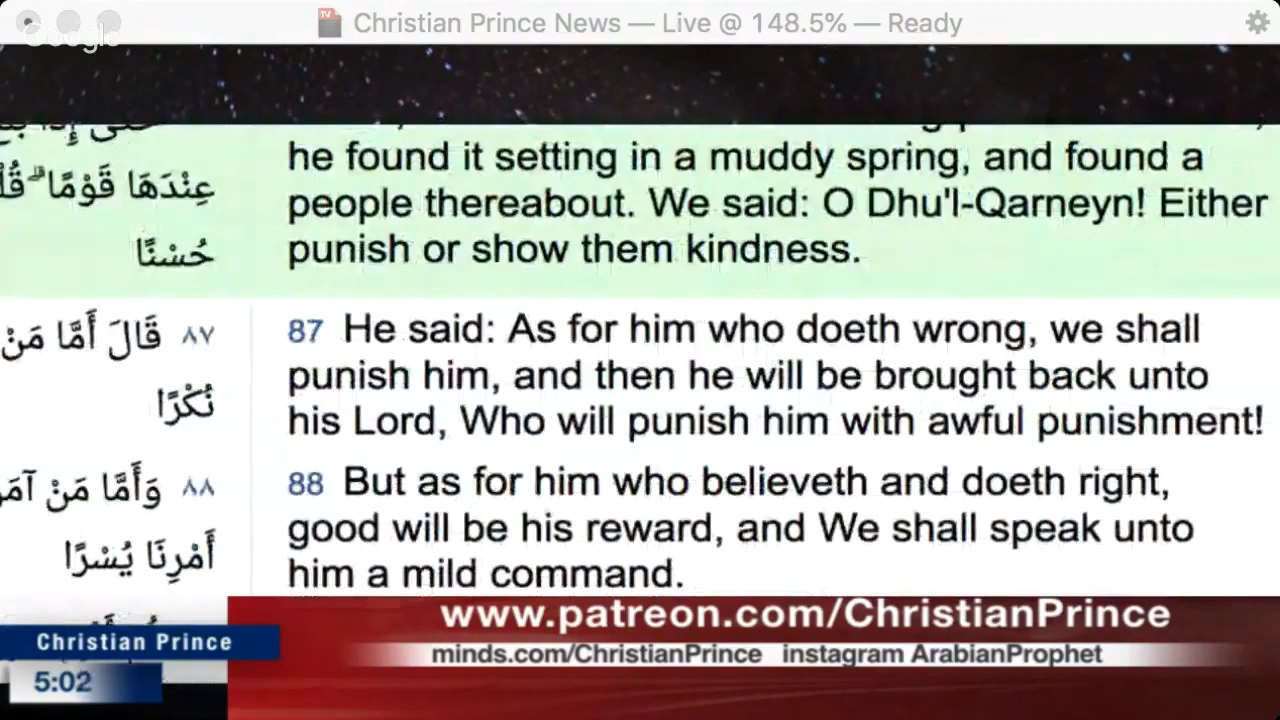 Christian Prince News — Live @ 148.5% — Ready
Google
he found it setting in a muddy spring, and found a
people thereabout. We said: O Dhu'l-Qarneyn! Either
punish or show them kindness.
عِنْدَهَا قَوْمًا ۗ
حُسْنًا
87 He said: As for him who doeth wrong, we shall
punish him, and then he will be brought back unto
his Lord, Who will punish him with awful punishment!
٨٧ قَالَ أَمَّا مَنْ
نُكْرًا
88 But as for him who believeth and doeth right,
good will be his reward, and We shall speak unto
him a mild command.
٨٨ وَأَمَّا مَنْ
أَمْرِنَا يُسْرًا
www.patreon.com/ChristianPrince
minds.com/ChristianPrince instagram ArabianProphet
Christian Prince
5:02